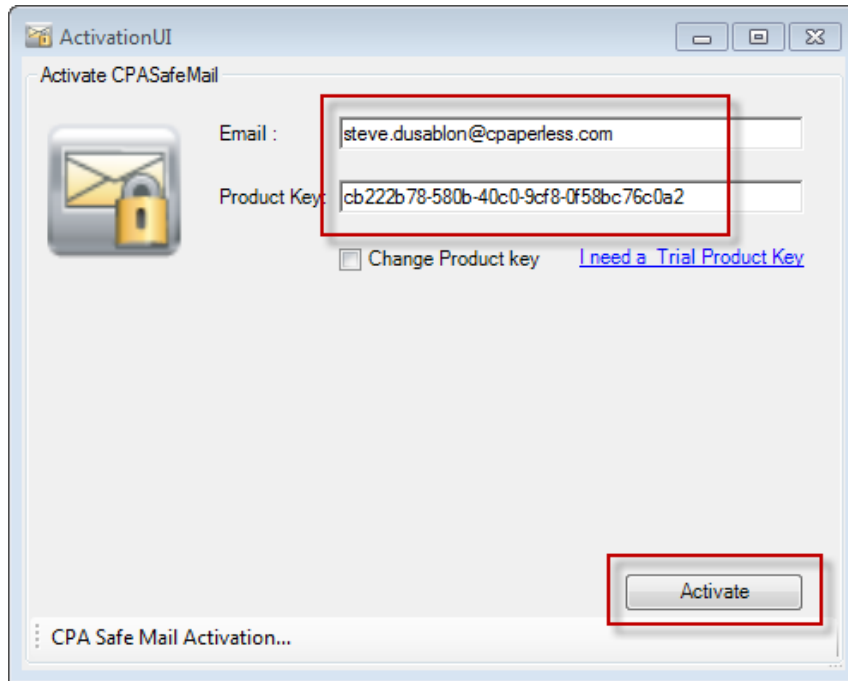 ActivationUI
Activate CPASafeMail
Email : steve.dusablon@cpaperless.com
Product Key: cb222b78-580b-40c0-9cf8-0f58bc76c0a2
Change Product key I need a Trial Product Key
Activate
CPA Safe Mail Activation...